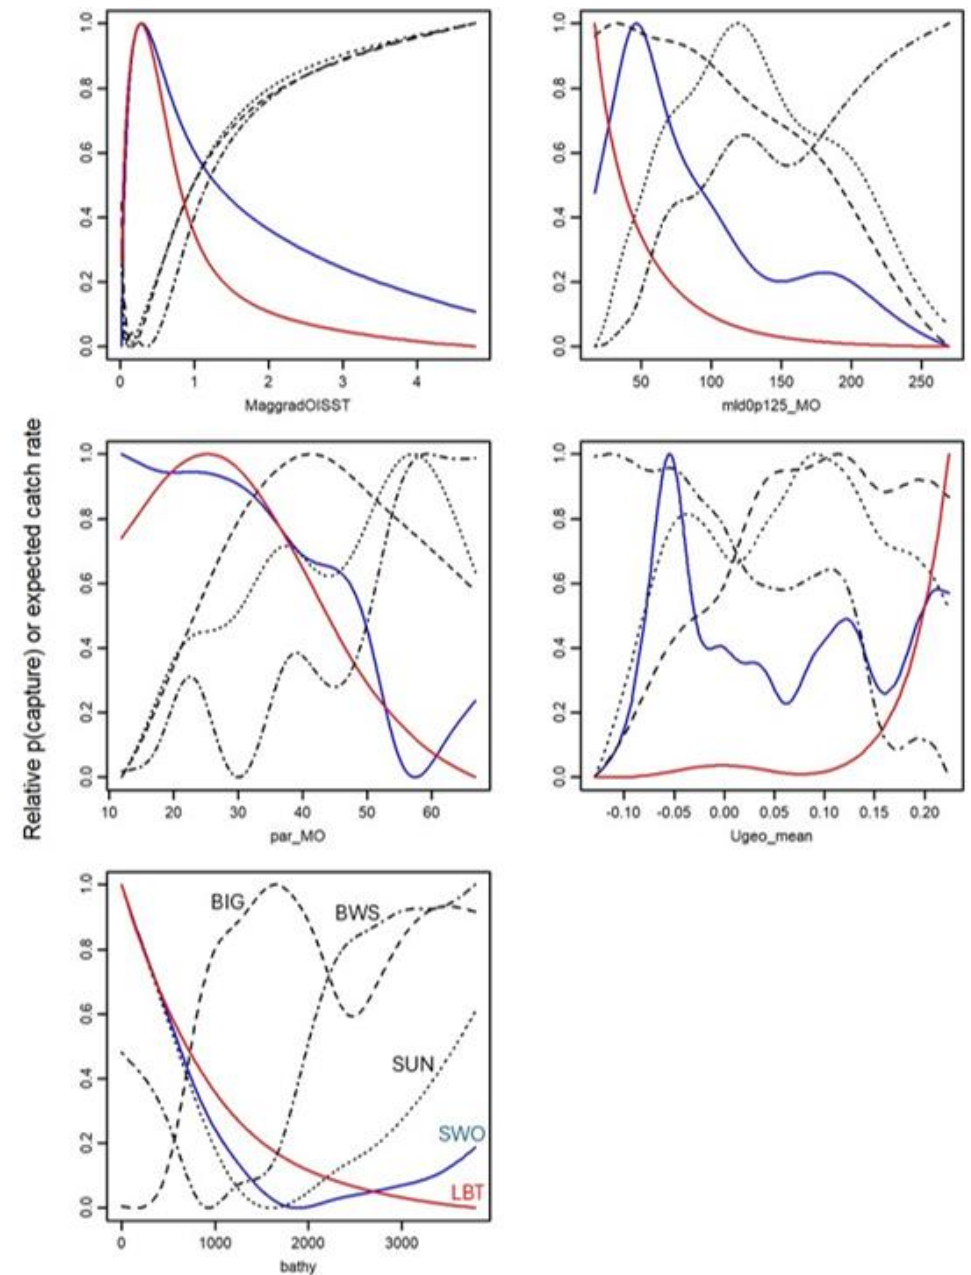 Relative p(capture) or expected catch rate
1.0
0.8
0.6
0.4
0.2
0.0
0 1 2 3 4
MaggradOISST
1.0
0.8
0.6
0.4
0.2
0.0
50 100 150 200 250
mld0p125_MO
1.0
0.8
0.6
0.4
0.2
0.0
10 20 30 40 50 60
par_MO
1.0
0.8
0.6
0.4
0.2
0.0
-0.10 -0.05 0.00 0.05 0.10 0.15 0.20
Ugeo_mean
1.0
0.8
0.6
0.4
0.2
0.0
BIG
BWS
SUN
SWO
LBT
0 1000 2000 3000
bathy